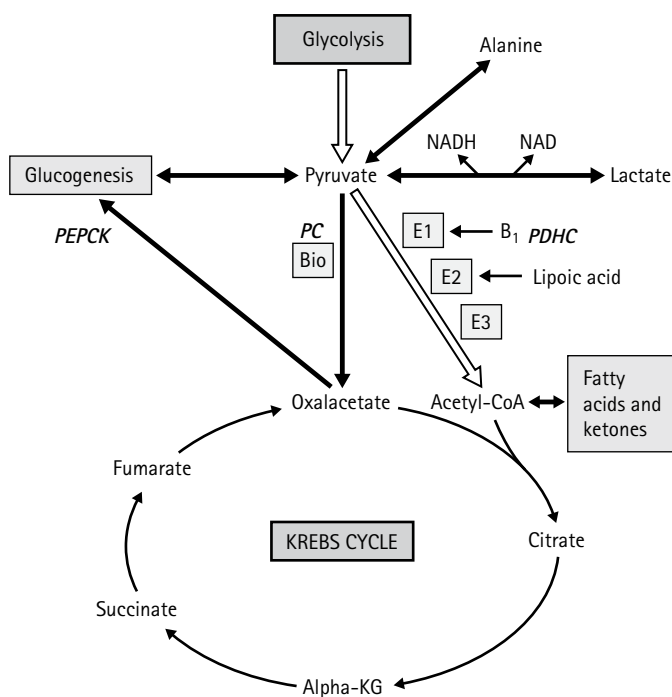 Glycolysis
Alanine
NADH
NAD
Glucogenesis
Pyruvate
Lactate
PEPCK
PC
Bio
E1
B₁ PDHC
E2
Lipoic acid
E3
Oxalacetate
Acetyl-CoA
Fatty
acids and
ketones
Fumarate
KREBS CYCLE
Citrate
Succinate
Alpha-KG